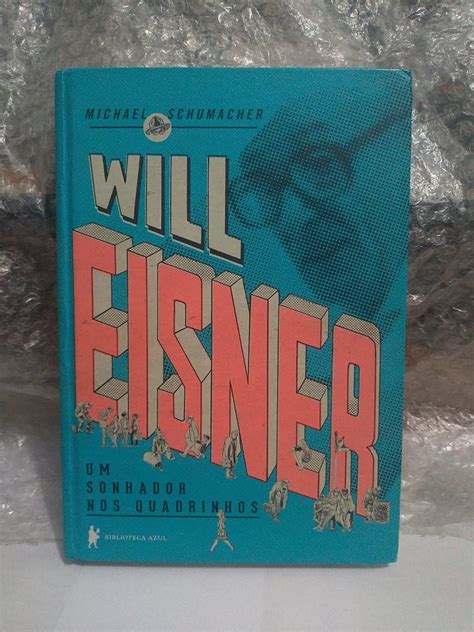 MICHAEL SCHUMACHER
WILL
EISNER
UM
SONHADOR
NOS QUADRINHOS
BIBLIOTECA AZUL